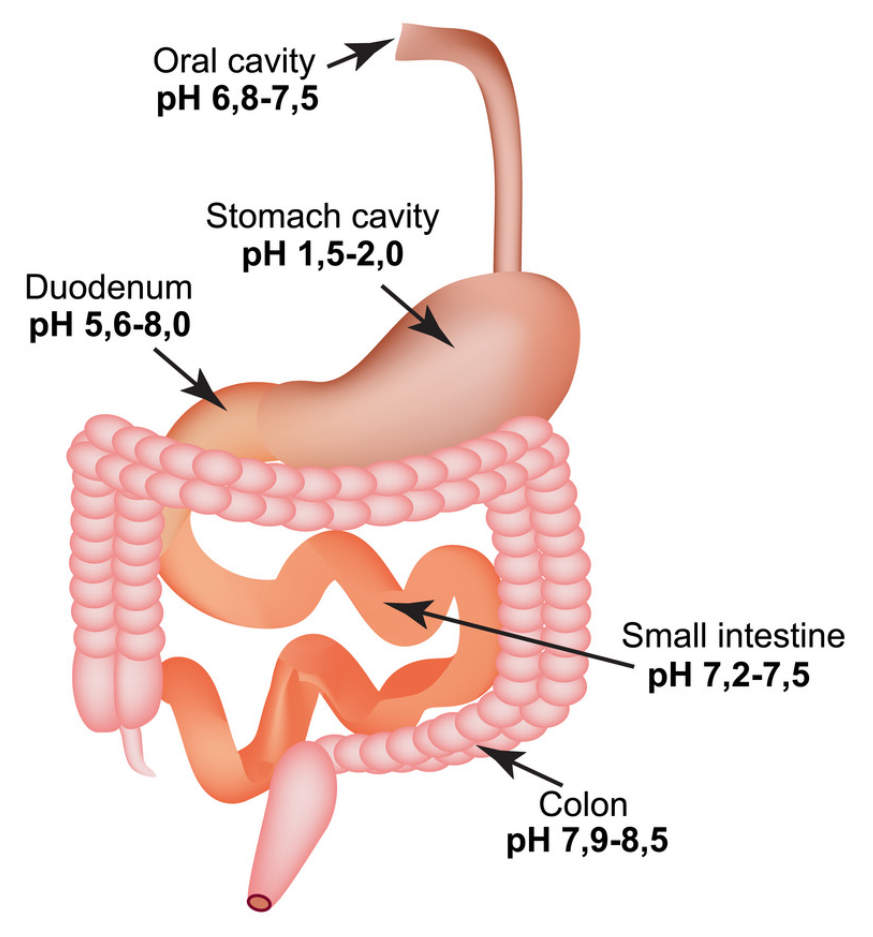 Oral cavity
pH 6,8-7,5
Stomach cavity
pH 1,5-2,0
Duodenum
pH 5,6-8,0
Small intestine
pH 7,2-7,5
Colon
pH 7,9-8,5